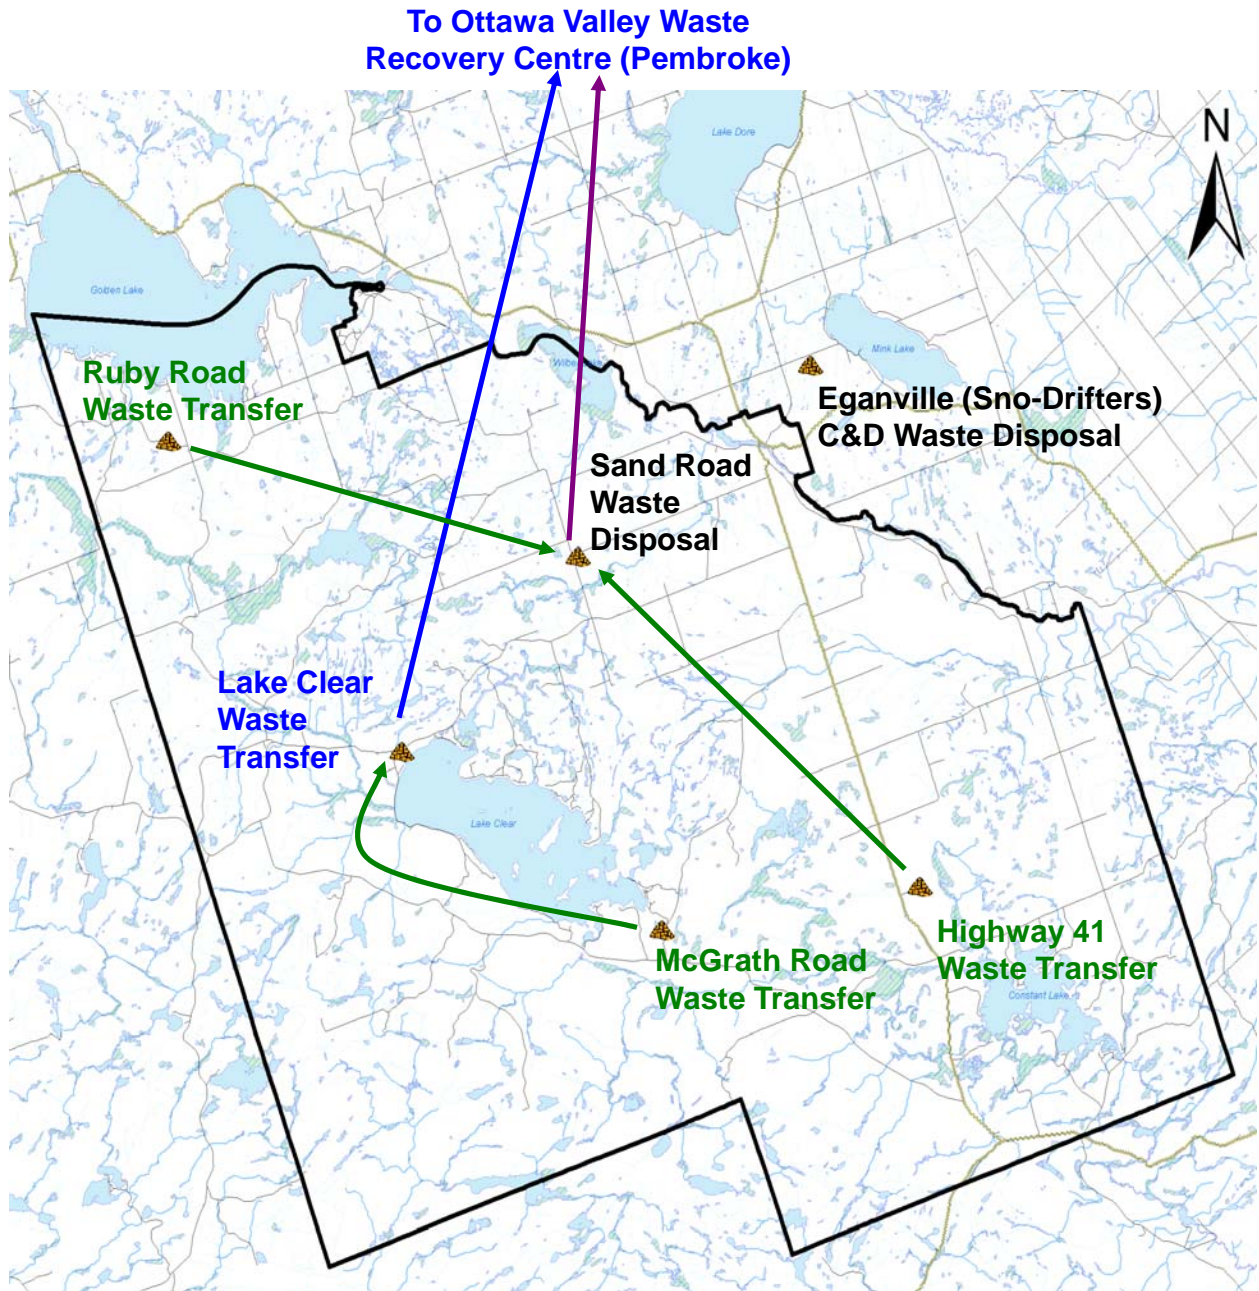 To Ottawa Valley Waste
Recovery Centre (Pembroke)
N
Lake Dore
Golden Lake
Mink Lake
Ruby Road
Waste Transfer
Eganville (Sno-Drifters)
C&D Waste Disposal
Sand Road
Waste
Disposal
Lake Clear
Waste
Transfer
Lake Clear
Highway 41
Waste Transfer
McGrath Road
Waste Transfer
Constant Lake